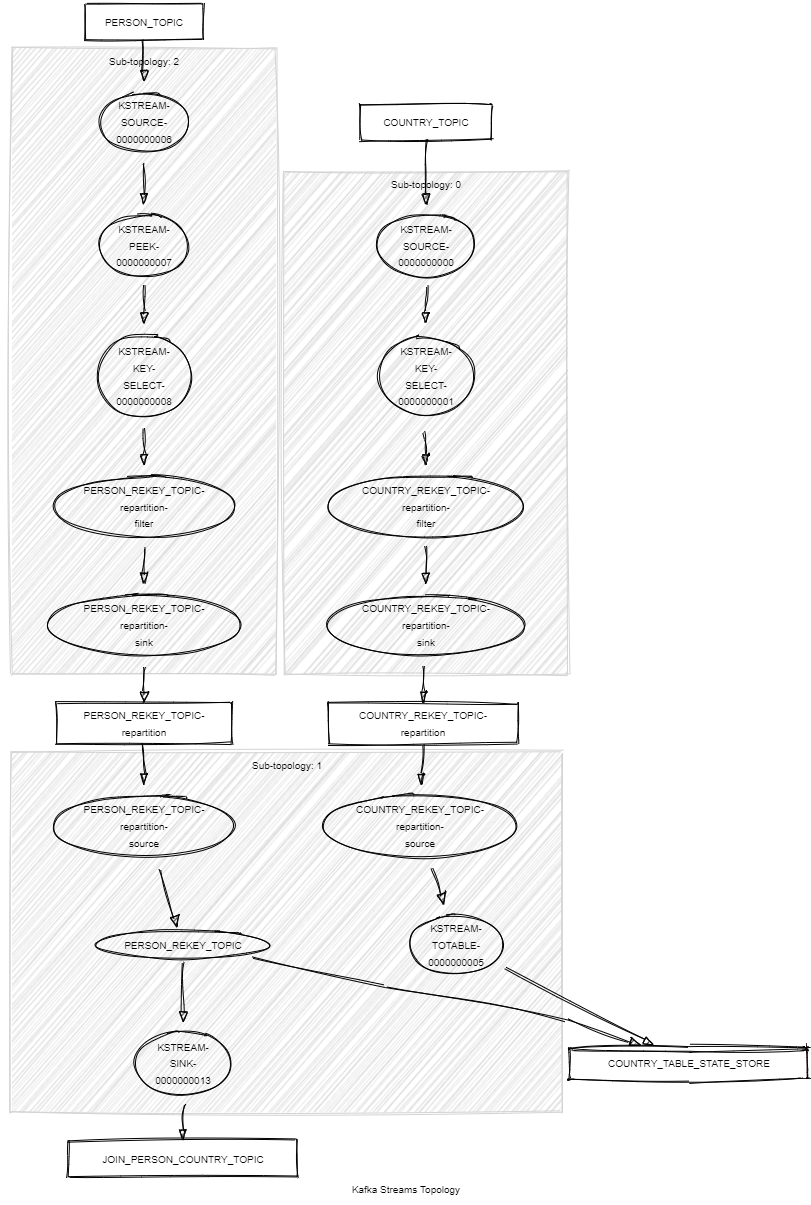 PERSON_TOPIC
Sub-topology: 2
KSTREAM-
SOURCE-
0000000006
KSTREAM-
PEEK-
0000000007
KSTREAM-
KEY-
SELECT-
0000000008
PERSON_REKEY_TOPIC-
repartition-
filter
PERSON_REKEY_TOPIC-
repartition-
sink
PERSON_REKEY_TOPIC-
repartition
COUNTRY_TOPIC
Sub-topology: 0
KSTREAM-
SOURCE-
0000000000
KSTREAM-
KEY-
SELECT-
0000000001
COUNTRY_REKEY_TOPIC-
repartition-
filter
COUNTRY_REKEY_TOPIC-
repartition-
sink
COUNTRY_REKEY_TOPIC-
repartition
Sub-topology: 1
PERSON_REKEY_TOPIC-
repartition-
source
COUNTRY_REKEY_TOPIC-
repartition-
source
PERSON_REKEY_TOPIC
KSTREAM-
TOTABLE-
0000000005
KSTREAM-
SINK-
0000000013
COUNTRY_TABLE_STATE_STORE
JOIN_PERSON_COUNTRY_TOPIC
Kafka Streams Topology